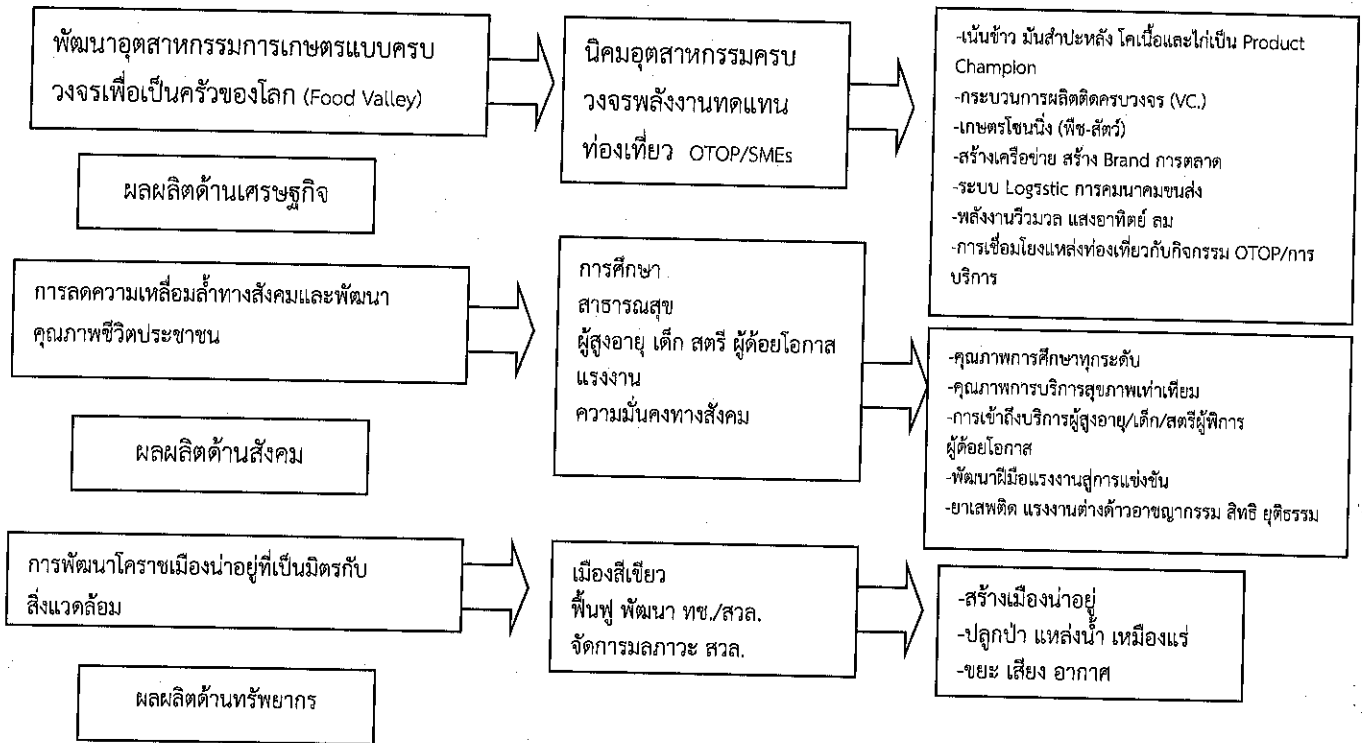 พัฒนาอุตสาหกรรมการเกษตรแบบครบ
วงจรเพื่อเป็นครัวของโลก (Food Valley)
นิคมอุตสาหกรรมครบ
วงจรพลังงานทดแทน
ท่องเที่ยว OTOP/SMEs
-เน้นข้าว มันสำปะหลัง โคเนื้อและไก่เป็น Product
Champion
-กระบวนการผลิตติดครบวงจร (VC.)
-เกษตรโซนนิ่ง (พืช-สัตว์)
-สร้างเครือข่าย สร้าง Brand การตลาด
-ระบบ Logรstic การคมนาคมขนส่ง
-พลังงานวีวมวล แสงอาทิตย์ ลม
-การเชื่อมโยงแหล่งท่องเที่ยวกับกิจกรรม OTOP/การ
บริการ
ผลผลิตด้านเศรษฐกิจ
การลดความเหลื่อมล้ำทางสังคมและพัฒนา
คุณภาพชีวิตประชาชน
การศึกษา
สาธารณสุข
ผู้สูงอายุ เด็ก สตรี ผู้ด้อยโอกาส
แรงงาน
ความมั่นคงทางสังคม
-คุณภาพการศึกษาทุกระดับ
-คุณภาพการบริการสุขภาพเท่าเทียม
-การเข้าถึงบริการผู้สูงอายุ/เด็ก/สตรีผู้พิการ
ผู้ด้อยโอกาส
-พัฒนาฝีมือแรงงานสู่การแข่งขัน
-ยาเสพติด แรงงานต่างด้าวอาชญากรรม สิทธิ ยุติธรรม
ผลผลิตด้านสังคม
การพัฒนาโคราชเมืองน่าอยู่ที่เป็นมิตรกับ
สิ่งแวดล้อม
เมืองสีเขียว
ฟื้นฟู พัฒนา ทช./สวล.
จัดการมลภาวะ สวล.
-สร้างเมืองน่าอยู่
-ปลูกป่า แหล่งน้ำ เหมืองแร่
-ขยะ เสียง อากาศ
ผลผลิตด้านทรัพยากร